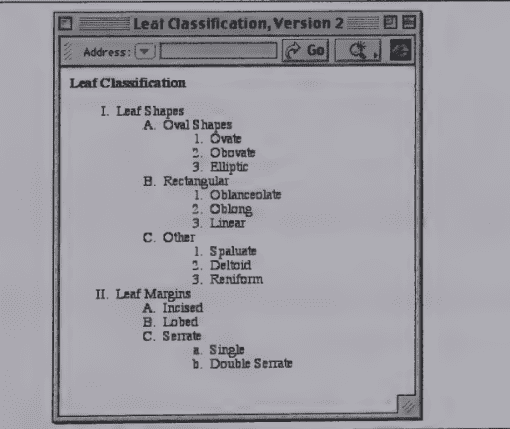 Leaf Classification, Version 2
Address: Go
Leaf Classification
I. Leaf Shapes
A. Oval Shapes
1. Ovate
2. Obovate
3. Elliptic
B. Rectangular
1. Oblanceolate
2. Oblong
3. Linear
C. Other
1. Spaluate
2. Deltoid
3. Reniform
II. Leaf Margins
A. Incised
B. Lobed
C. Serrate
a. Single
b. Double Serrate